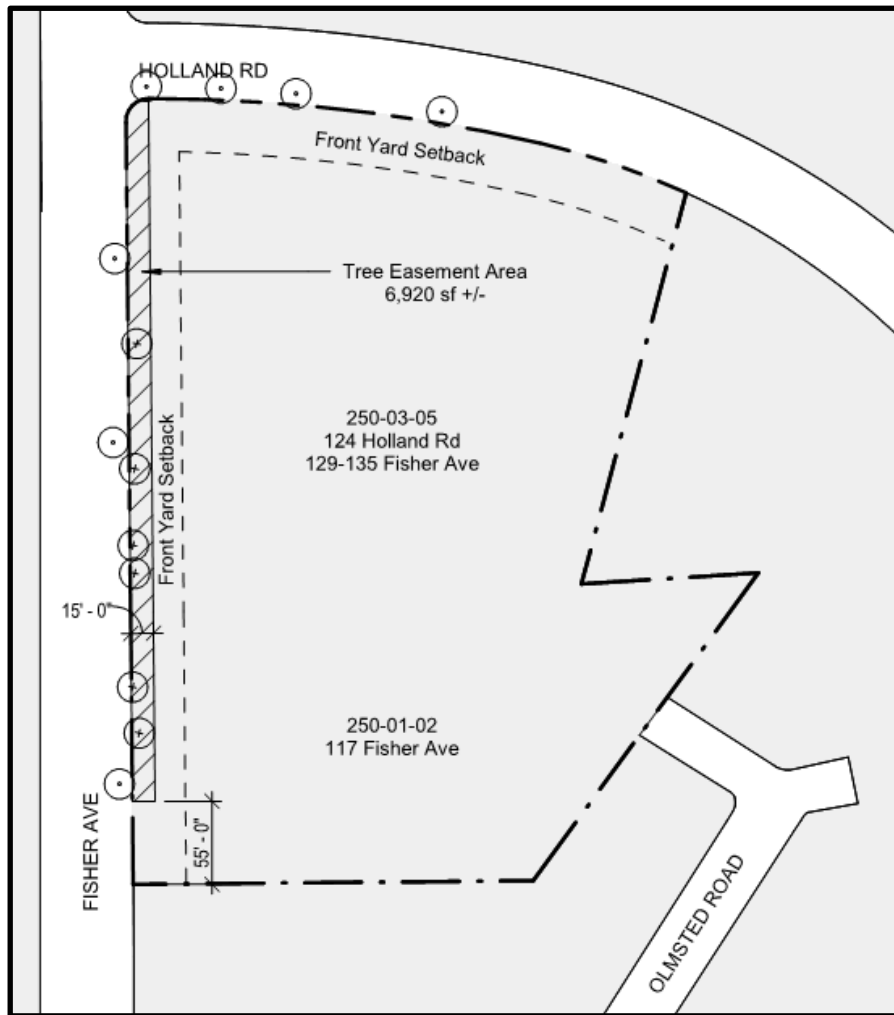 HOLLAND RD
Front Yard Setback
Tree Easement Area
6,920 sf +/-
250-03-05
124 Holland Rd
129-135 Fisher Ave
Front Yard Setback
15' - 0"
250-01-02
117 Fisher Ave
55' - 0"
FISHER AVE
OLMSTED ROAD